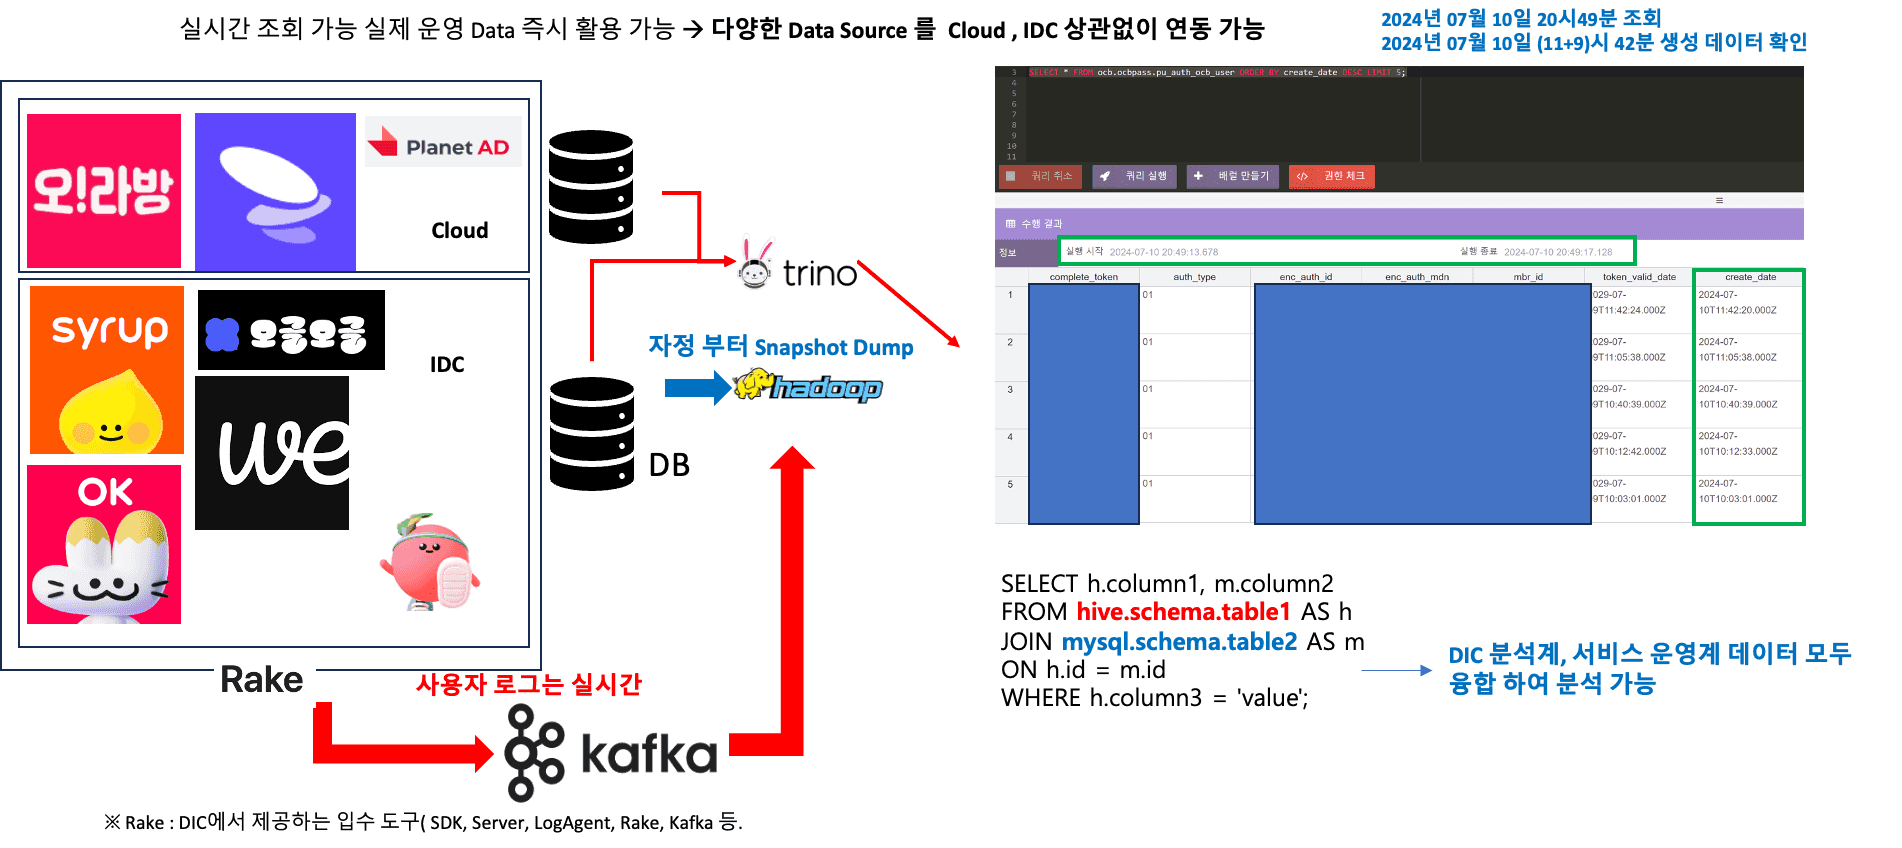 실시간 조회 가능 실제 운영 Data 즉시 활용 가능 → 다양한 Data Source 를 Cloud , IDC 상관없이 연동 가능
2024년 07월 10일 20시49분 조회
2024년 07월 10일 (11+9)시 42분 생성 데이터 확인
오!라방
Planet AD
Cloud
syrup
오글오글
IDC
we
OK
DB
trino
자정 부터 Snapshot Dump
hadoop
Rake
사용자 로그는 실시간
kafka
※ Rake : DIC에서 제공하는 입수 도구( SDK, Server, LogAgent, Rake, Kafka 등.
3 SELECT * FROM ocb.ocbpass.pu_auth_ocb_user ORDER BY create_date DESC LIMIT 5;
4
5
6
7
8
9
10
11
쿼리 취소 쿼리 실행 배컬 만들기 </> 권한 체크
수행 결과
정보 실행 시작 2024-07-10 20:49:13.678 실행 종료 2024-07-10 20:49:17.128
complete_token auth_type enc_auth_id enc_auth_mdn mbr_id token_valid_date create_date
1 01 029-07- 2024-07-
9T11:42:24.000Z 10T11:42:20.000Z
2 01 029-07- 2024-07-
9T11:05:38.000Z 10T11:05:38.000Z
3 01 029-07- 2024-07-
9T10:40:39.000Z 10T10:40:39.000Z
4 01 029-07- 2024-07-
9T10:12:42.000Z 10T10:12:33.000Z
5 01 029-07- 2024-07-
9T10:03:01.000Z 10T10:03:01.000Z
SELECT h.column1, m.column2
FROM hive.schema.table1 AS h
JOIN mysql.schema.table2 AS m
ON h.id = m.id
WHERE h.column3 = 'value';
DIC 분석계, 서비스 운영계 데이터 모두
융합 하여 분석 가능